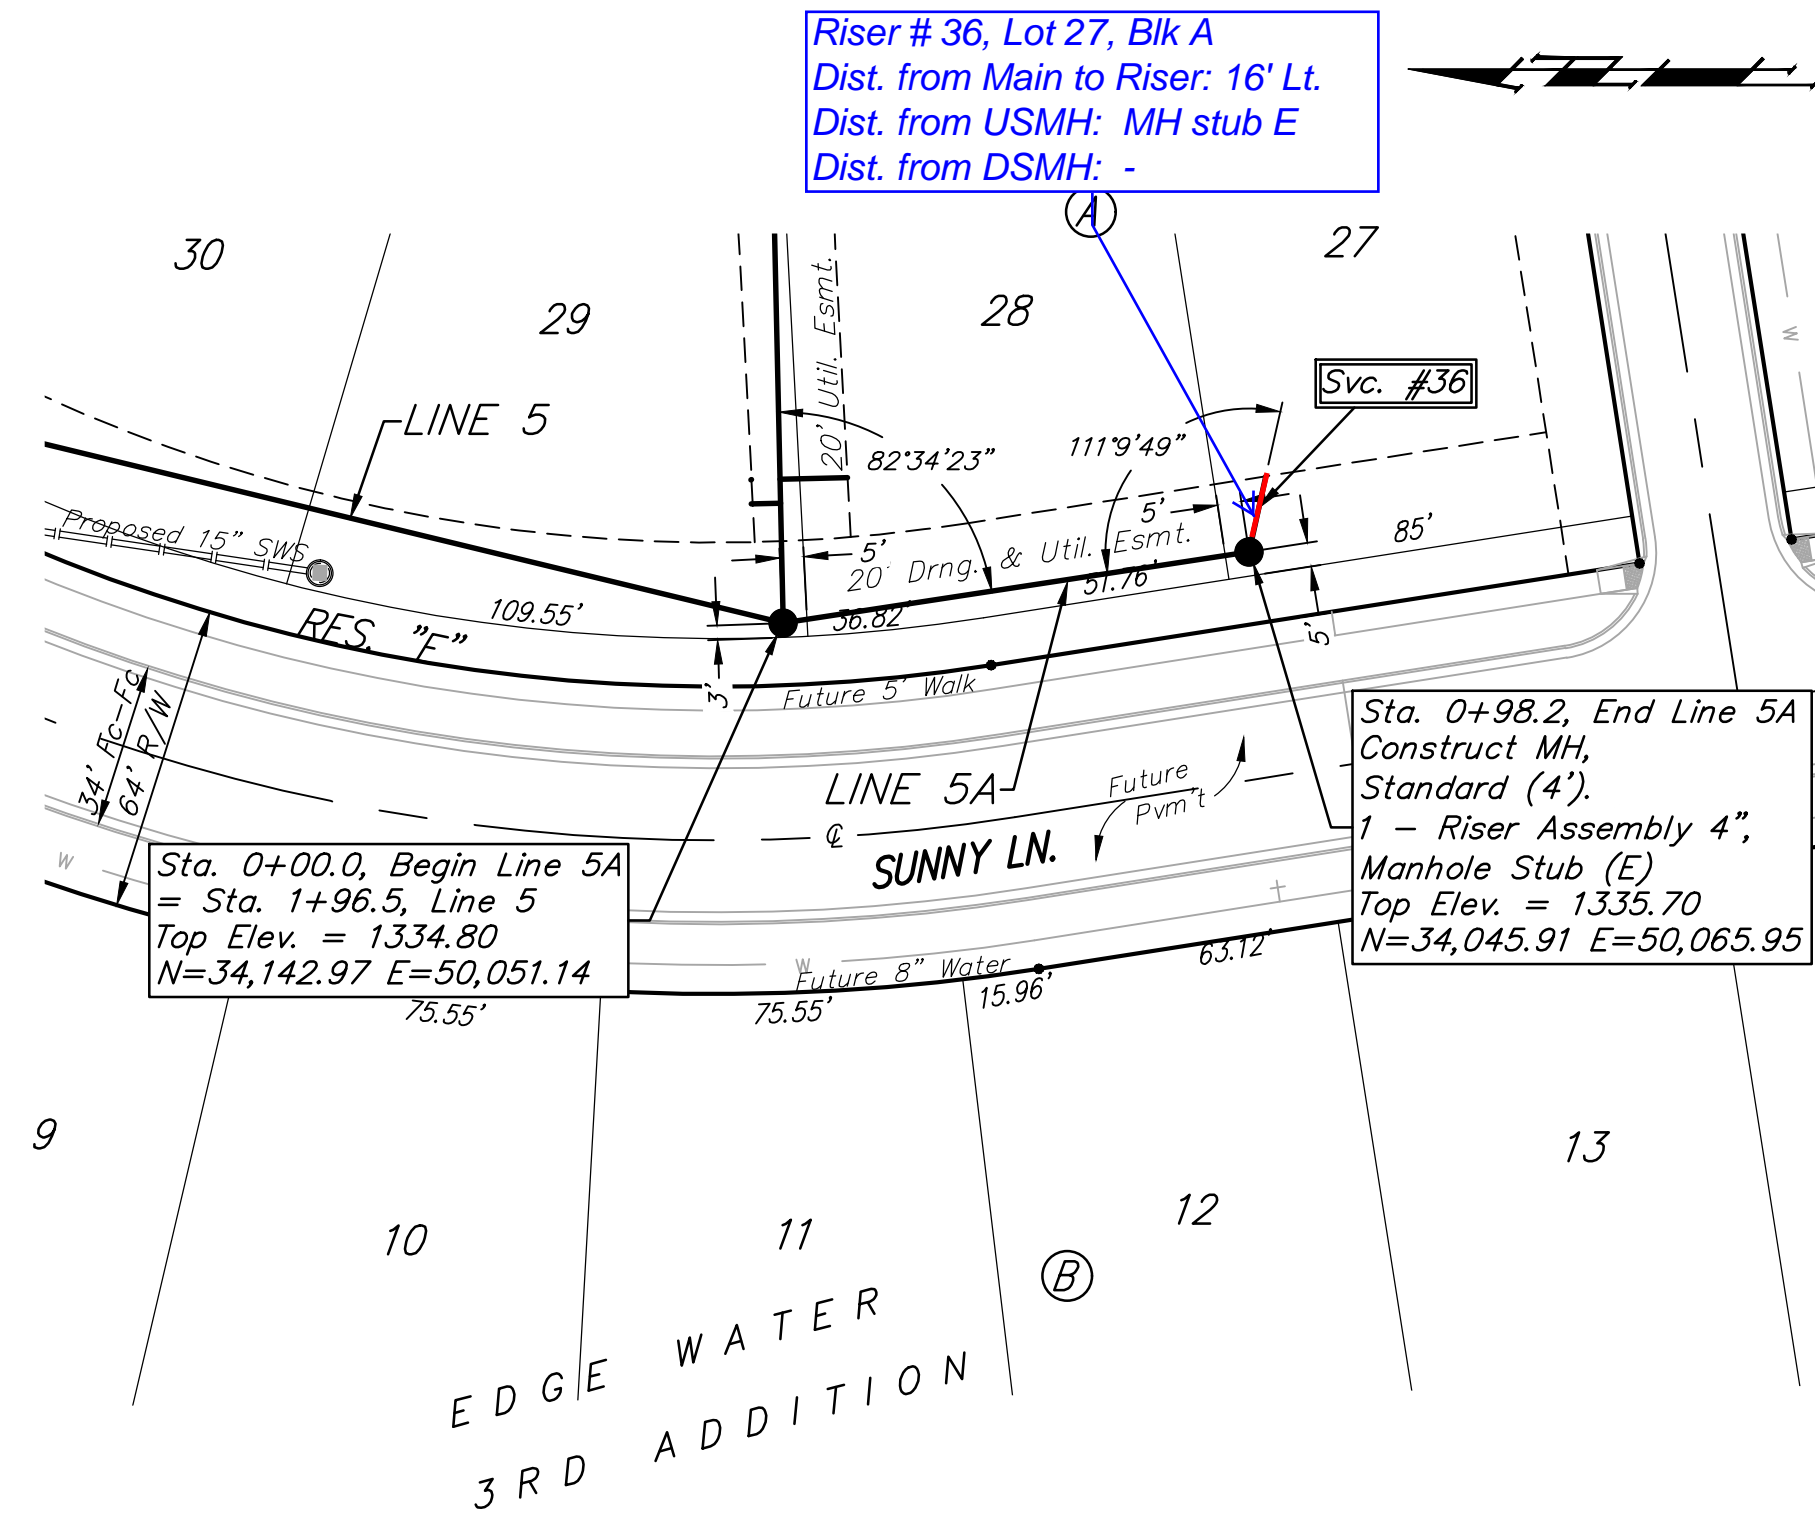 Riser # 36, Lot 27, Blk A
Dist. from Main to Riser: 16' Lt.
Dist. from USMH: MH stub E
Dist. from DSMH: -
A
30
29
28
27
20' Util. Esmt.
Svc. #36
LINE 5
82°34'23"
111°9'49"
5'
85'
Proposed 15" SWS
5'
20' Drng. & Util. Esmt.
51.76'
109.55'
36.82'
RES. "F"
5'
3'
Future 5' Walk
34' Fc-Fc
64' R/W
LINE 5A
Future
Pvm't
℄
SUNNY LN.
W
W
W
Sta. 0+98.2, End Line 5A
Construct MH,
Standard (4').
1 - Riser Assembly 4",
Manhole Stub (E)
Top Elev. = 1335.70
N=34,045.91 E=50,065.95
Sta. 0+00.0, Begin Line 5A
= Sta. 1+96.5, Line 5
Top Elev. = 1334.80
N=34,142.97 E=50,051.14
Future 8" Water
63.12'
15.96'
75.55'
75.55'
9
10
11
12
13
B
EDGE WATER
3RD ADDITION